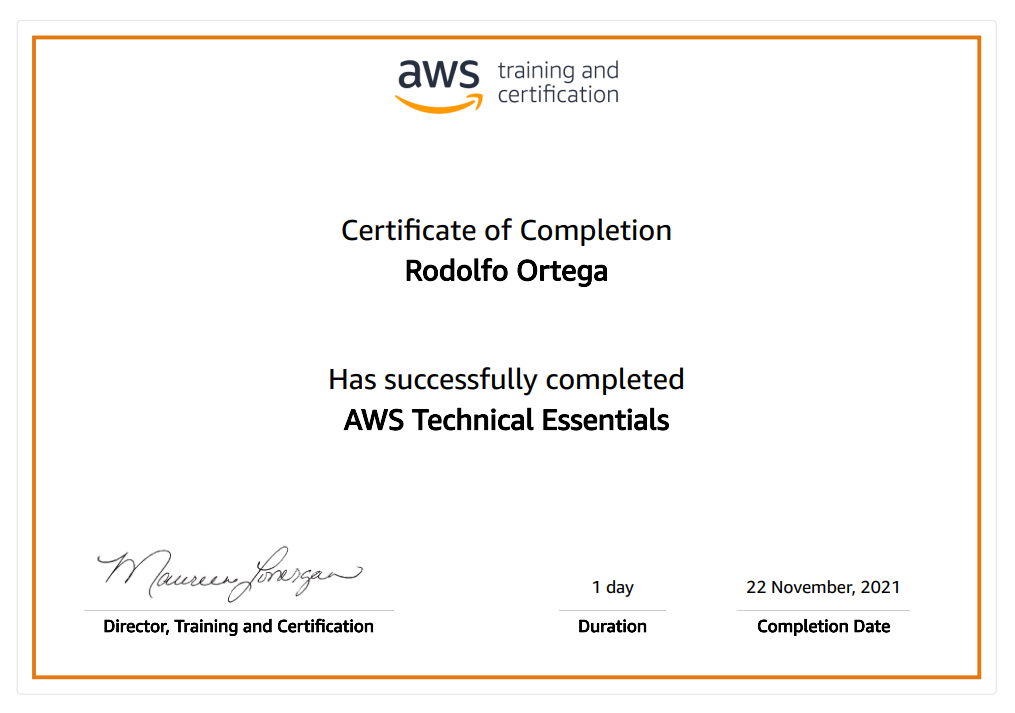 aws training and
certification
Certificate of Completion
Rodolfo Ortega
Has successfully completed
AWS Technical Essentials
Maureen Lonergan
Director, Training and Certification
1 day
Duration
22 November, 2021
Completion Date